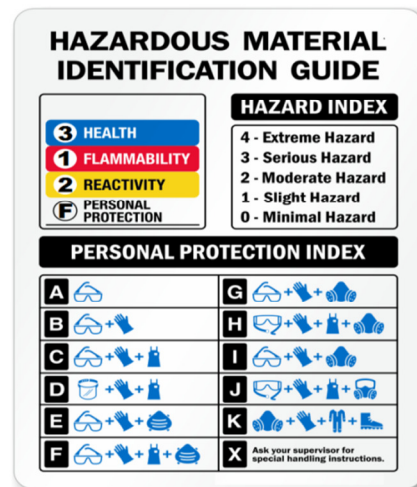 HAZARDOUS MATERIAL
IDENTIFICATION GUIDE
3 HEALTH
1 FLAMMABILITY
2 REACTIVITY
F PERSONAL
PROTECTION
HAZARD INDEX
4 - Extreme Hazard
3 - Serious Hazard
2 - Moderate Hazard
1 - Slight Hazard
0 - Minimal Hazard
PERSONAL PROTECTION INDEX
A
B +
C + +
D + +
E + +
F + + +
G + +
H + + +
I + +
J + + +
K + + +
X Ask your supervisor for
special handling instructions.